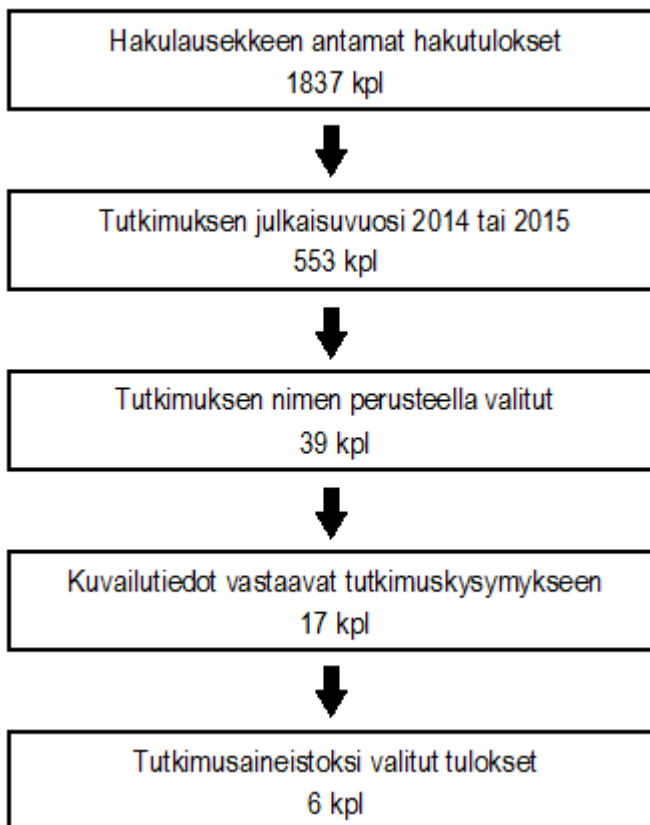 Hakulausekkeen antamat hakutulokset
1837 kpl
Tutkimuksen julkaisuvuosi 2014 tai 2015
553 kpl
Tutkimuksen nimen perusteella valitut
39 kpl
Kuvailutiedot vastaavat tutkimuskysymykseen
17 kpl
Tutkimusaineistoksi valitut tulokset
6 kpl